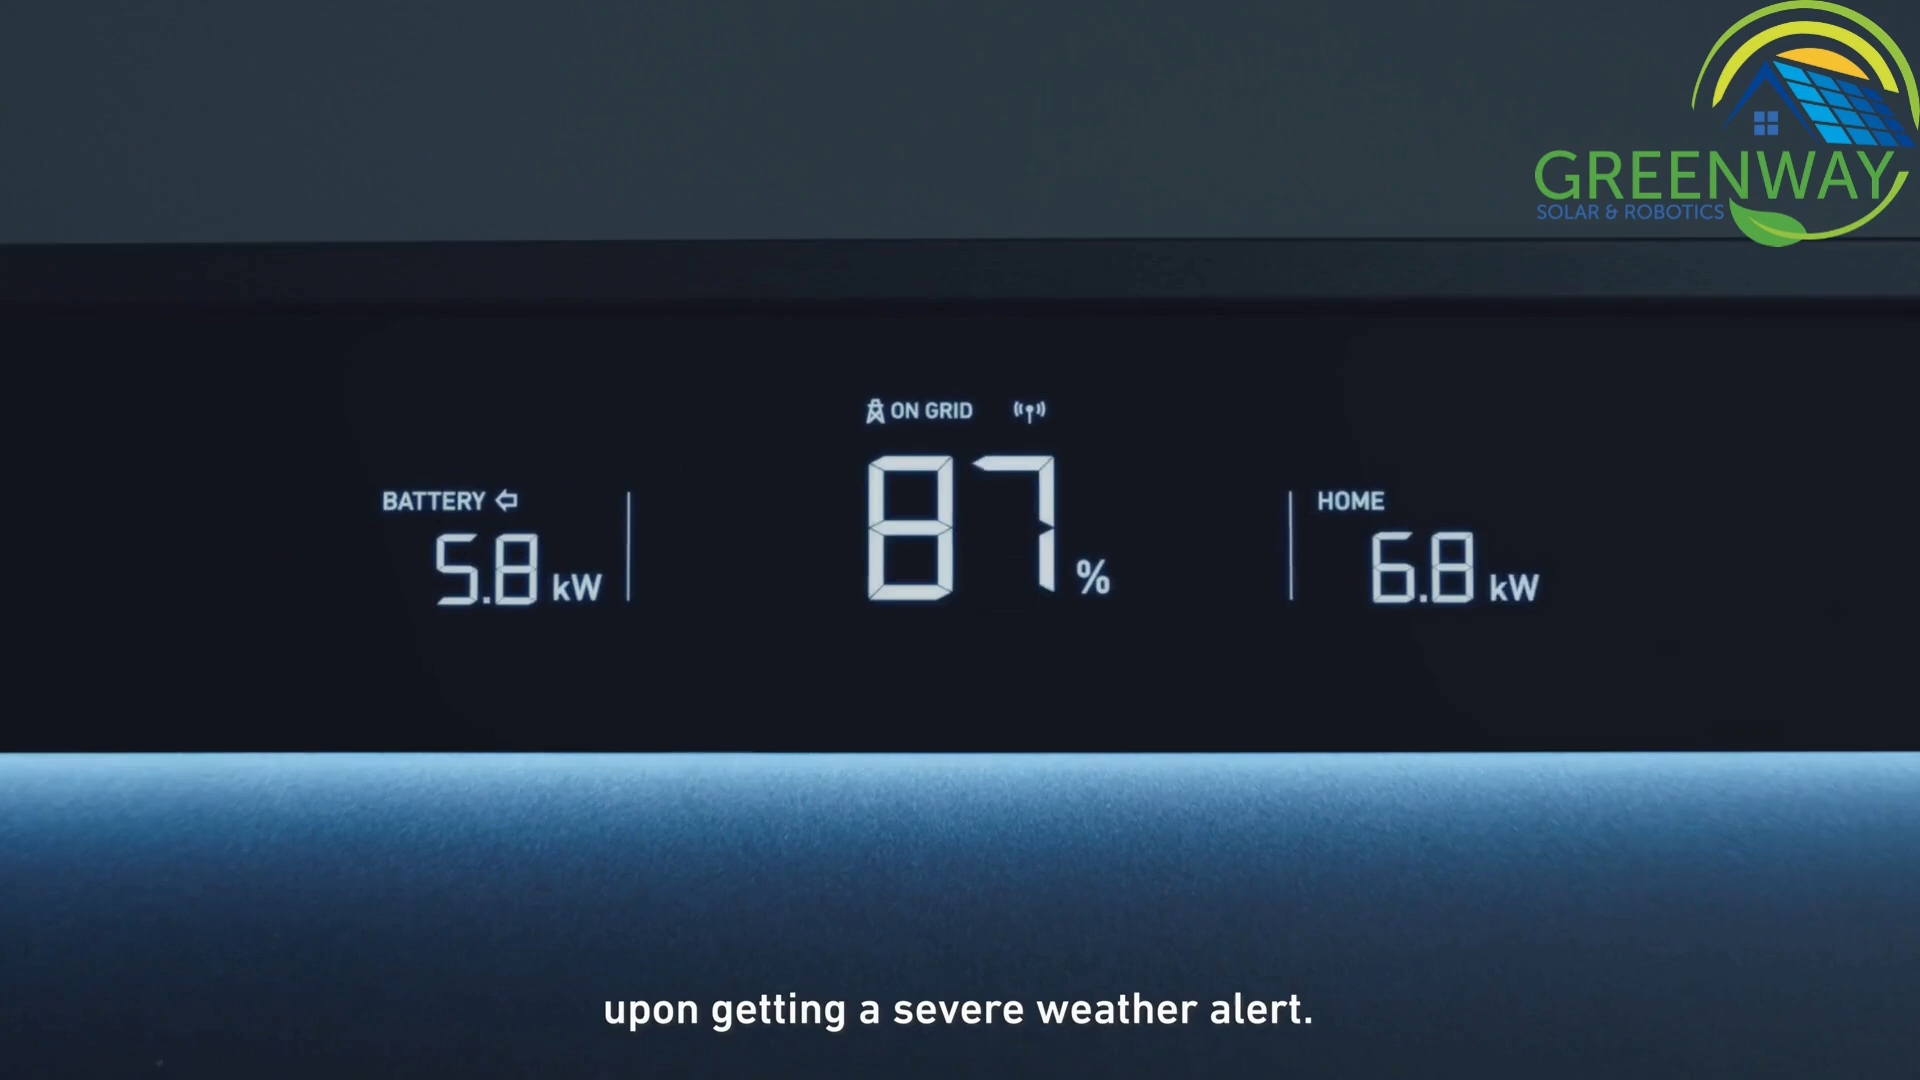 GREENWAY
SOLAR & ROBOTICS
ON GRID
87 %
BATTERY
5.8 kW
HOME
6.8 kW
upon getting a severe weather alert.